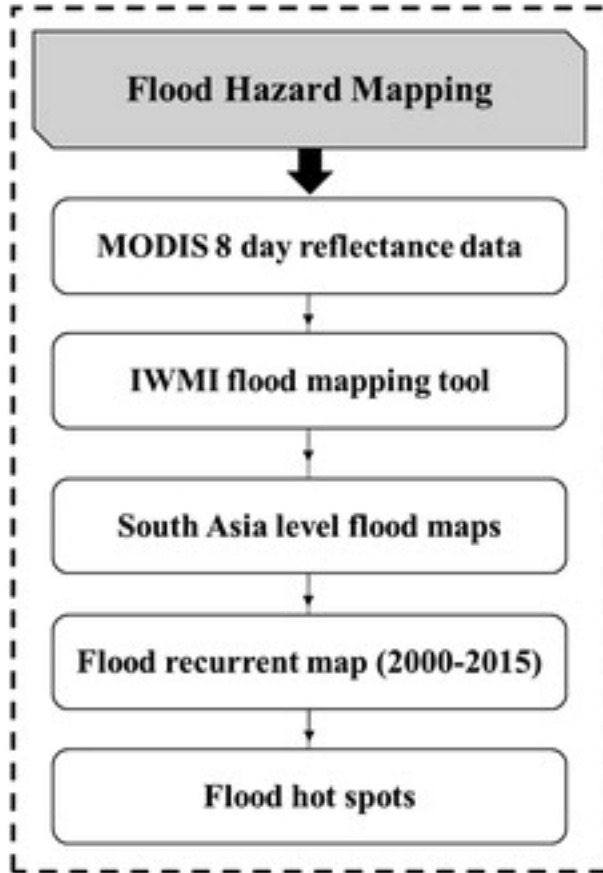 Flood Hazard Mapping
MODIS 8 day reflectance data
IWMI flood mapping tool
South Asia level flood maps
Flood recurrent map (2000-2015)
Flood hot spots